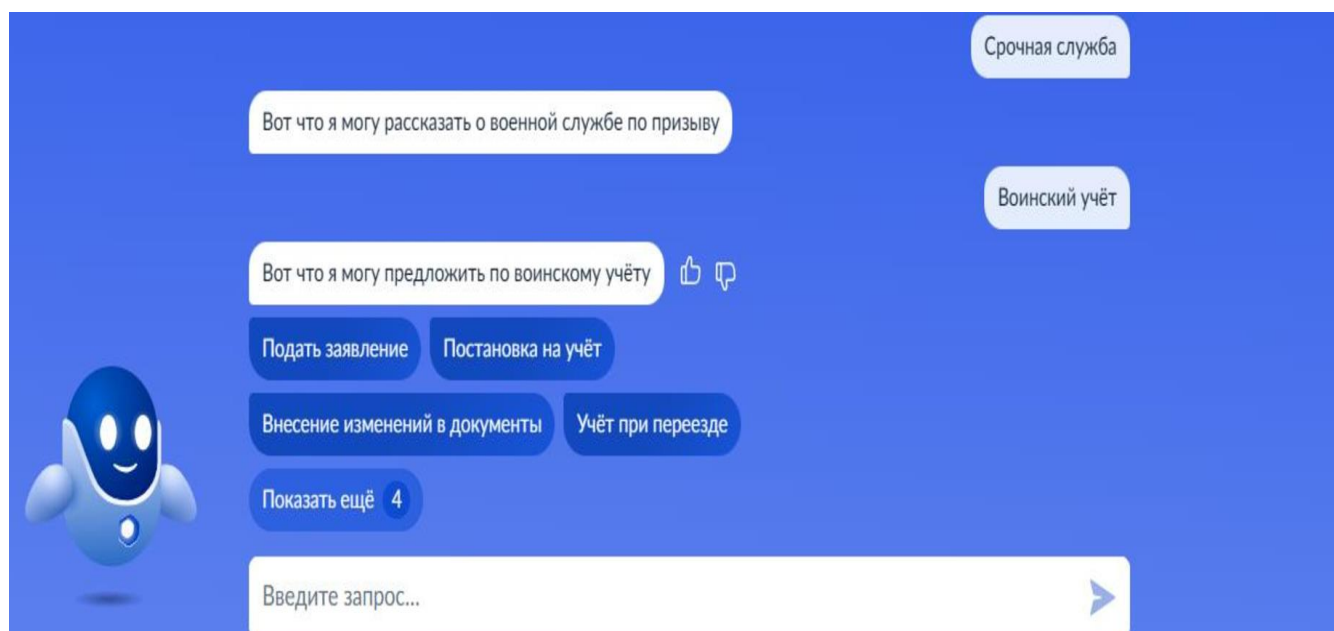 Срочная служба
Вот что я могу рассказать о военной службе по призыву
Воинский учёт
Вот что я могу предложить по воинскому учёту
Подать заявление
Постановка на учёт
Внесение изменений в документы
Учёт при переезде
Показать ещё 4
Введите запрос...